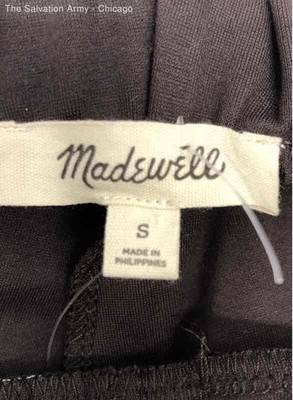 The Salvation Army - Chicago
Madewell
S
MADE IN
PHILIPPINES